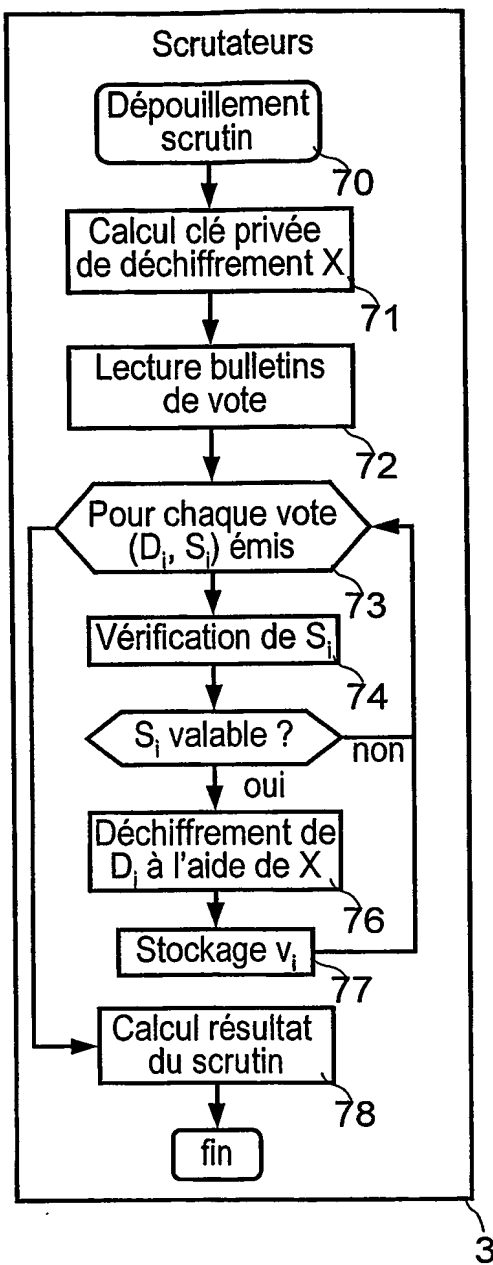 Scrutateurs
Dépouillement
scrutin
70
Calcul clé privée
de déchiffrement X
71
Lecture bulletins
de vote
72
Pour chaque vote
(Di, Si) émis
73
Vérification de Si
74
Si valable ?
non
oui
Déchiffrement de
Di à l'aide de X
76
Stockage vi
77
Calcul résultat
du scrutin
78
fin
3